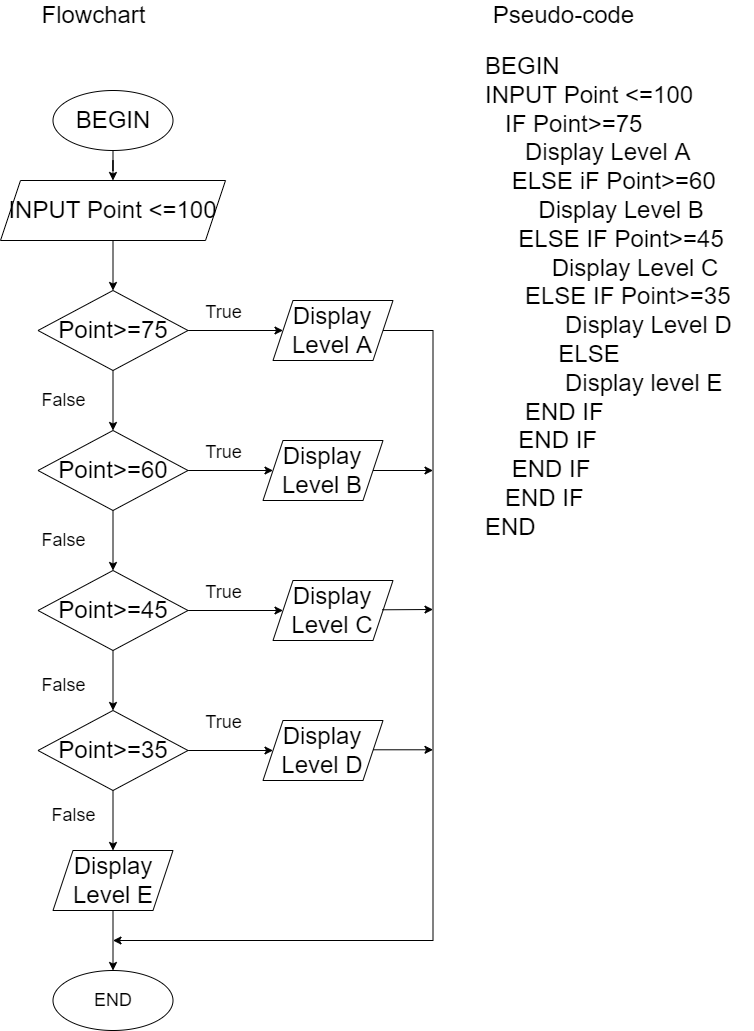 Flowchart
BEGIN
INPUT Point <=100
Point>=75
True
Display
Level A
False
Point>=60
True
Display
Level B
False
Point>=45
True
Display
Level C
False
Point>=35
True
Display
Level D
False
Display
Level E
END
Pseudo-code
BEGIN
INPUT Point <=100
IF Point>=75
Display Level A
ELSE iF Point>=60
Display Level B
ELSE IF Point>=45
Display Level C
ELSE IF Point>=35
Display Level D
ELSE
Display level E
END IF
END IF
END IF
END IF
END